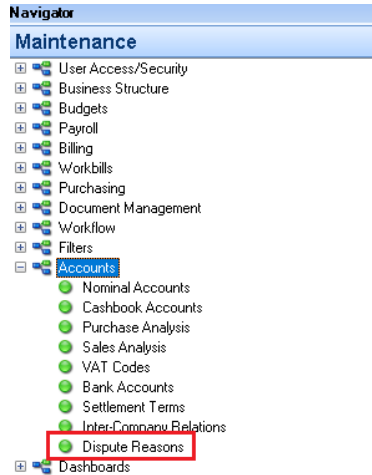 Navigator
Maintenance
User Access/Security
Business Structure
Budgets
Payroll
Billing
Workbills
Purchasing
Document Management
Workflow
Filters
Accounts
Nominal Accounts
Cashbook Accounts
Purchase Analysis
Sales Analysis
VAT Codes
Bank Accounts
Settlement Terms
Inter-Company Relations
Dispute Reasons
Dashboards